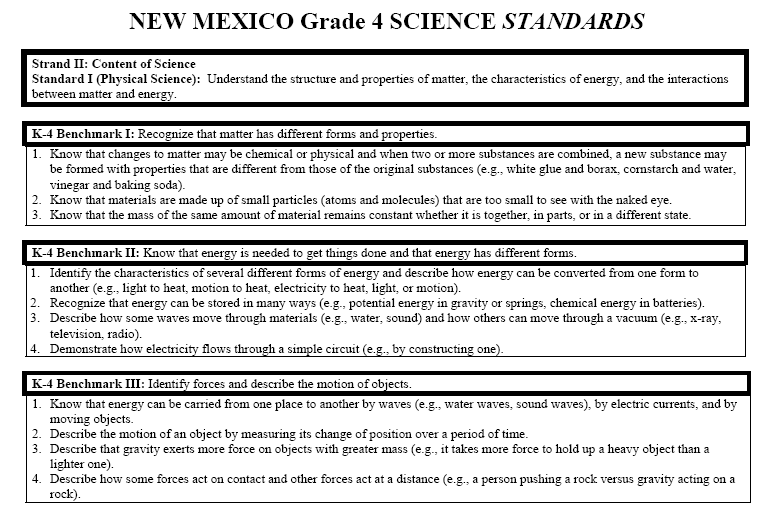 NEW MEXICO Grade 4 SCIENCE STANDARDS
Strand II: Content of Science
Standard I (Physical Science): Understand the structure and properties of matter, the characteristics of energy, and the interactions
between matter and energy.
K-4 Benchmark I: Recognize that matter has different forms and properties.
1. Know that changes to matter may be chemical or physical and when two or more substances are combined, a new substance may
be formed with properties that are different from those of the original substances (e.g., white glue and borax, cornstarch and water,
vinegar and baking soda).
2. Know that materials are made up of small particles (atoms and molecules) that are too small to see with the naked eye.
3. Know that the mass of the same amount of material remains constant whether it is together, in parts, or in a different state.
K-4 Benchmark II: Know that energy is needed to get things done and that energy has different forms.
1. Identify the characteristics of several different forms of energy and describe how energy can be converted from one form to
another (e.g., light to heat, motion to heat, electricity to heat, light, or motion).
2. Recognize that energy can be stored in many ways (e.g., potential energy in gravity or springs, chemical energy in batteries).
3. Describe how some waves move through materials (e.g., water, sound) and how others can move through a vacuum (e.g., x-ray,
television, radio).
4. Demonstrate how electricity flows through a simple circuit (e.g., by constructing one).
K-4 Benchmark III: Identify forces and describe the motion of objects.
1. Know that energy can be carried from one place to another by waves (e.g., water waves, sound waves), by electric currents, and by
moving objects.
2. Describe the motion of an object by measuring its change of position over a period of time.
3. Describe that gravity exerts more force on objects with greater mass (e.g., it takes more force to hold up a heavy object than a
lighter one).
4. Describe how some forces act on contact and other forces act at a distance (e.g., a person pushing a rock versus gravity acting on a
rock).